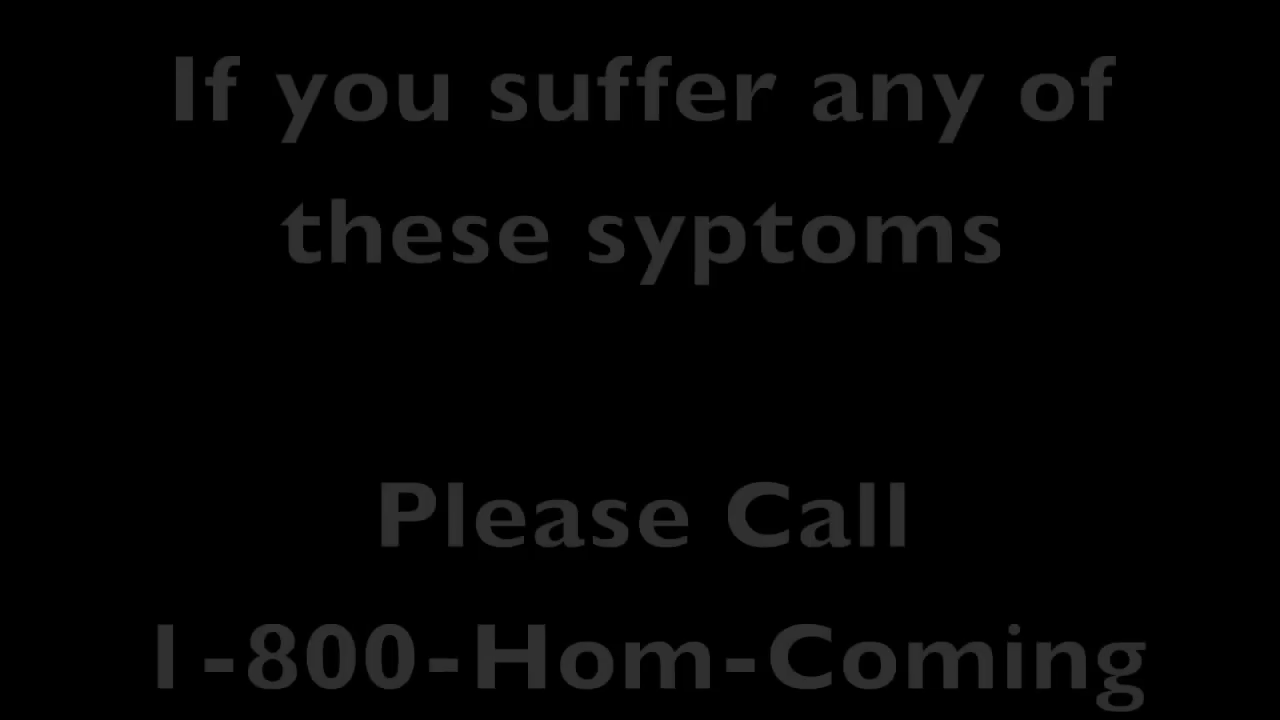 If you suffer any of
these syptoms
Please Call
1-800-Hom-Coming